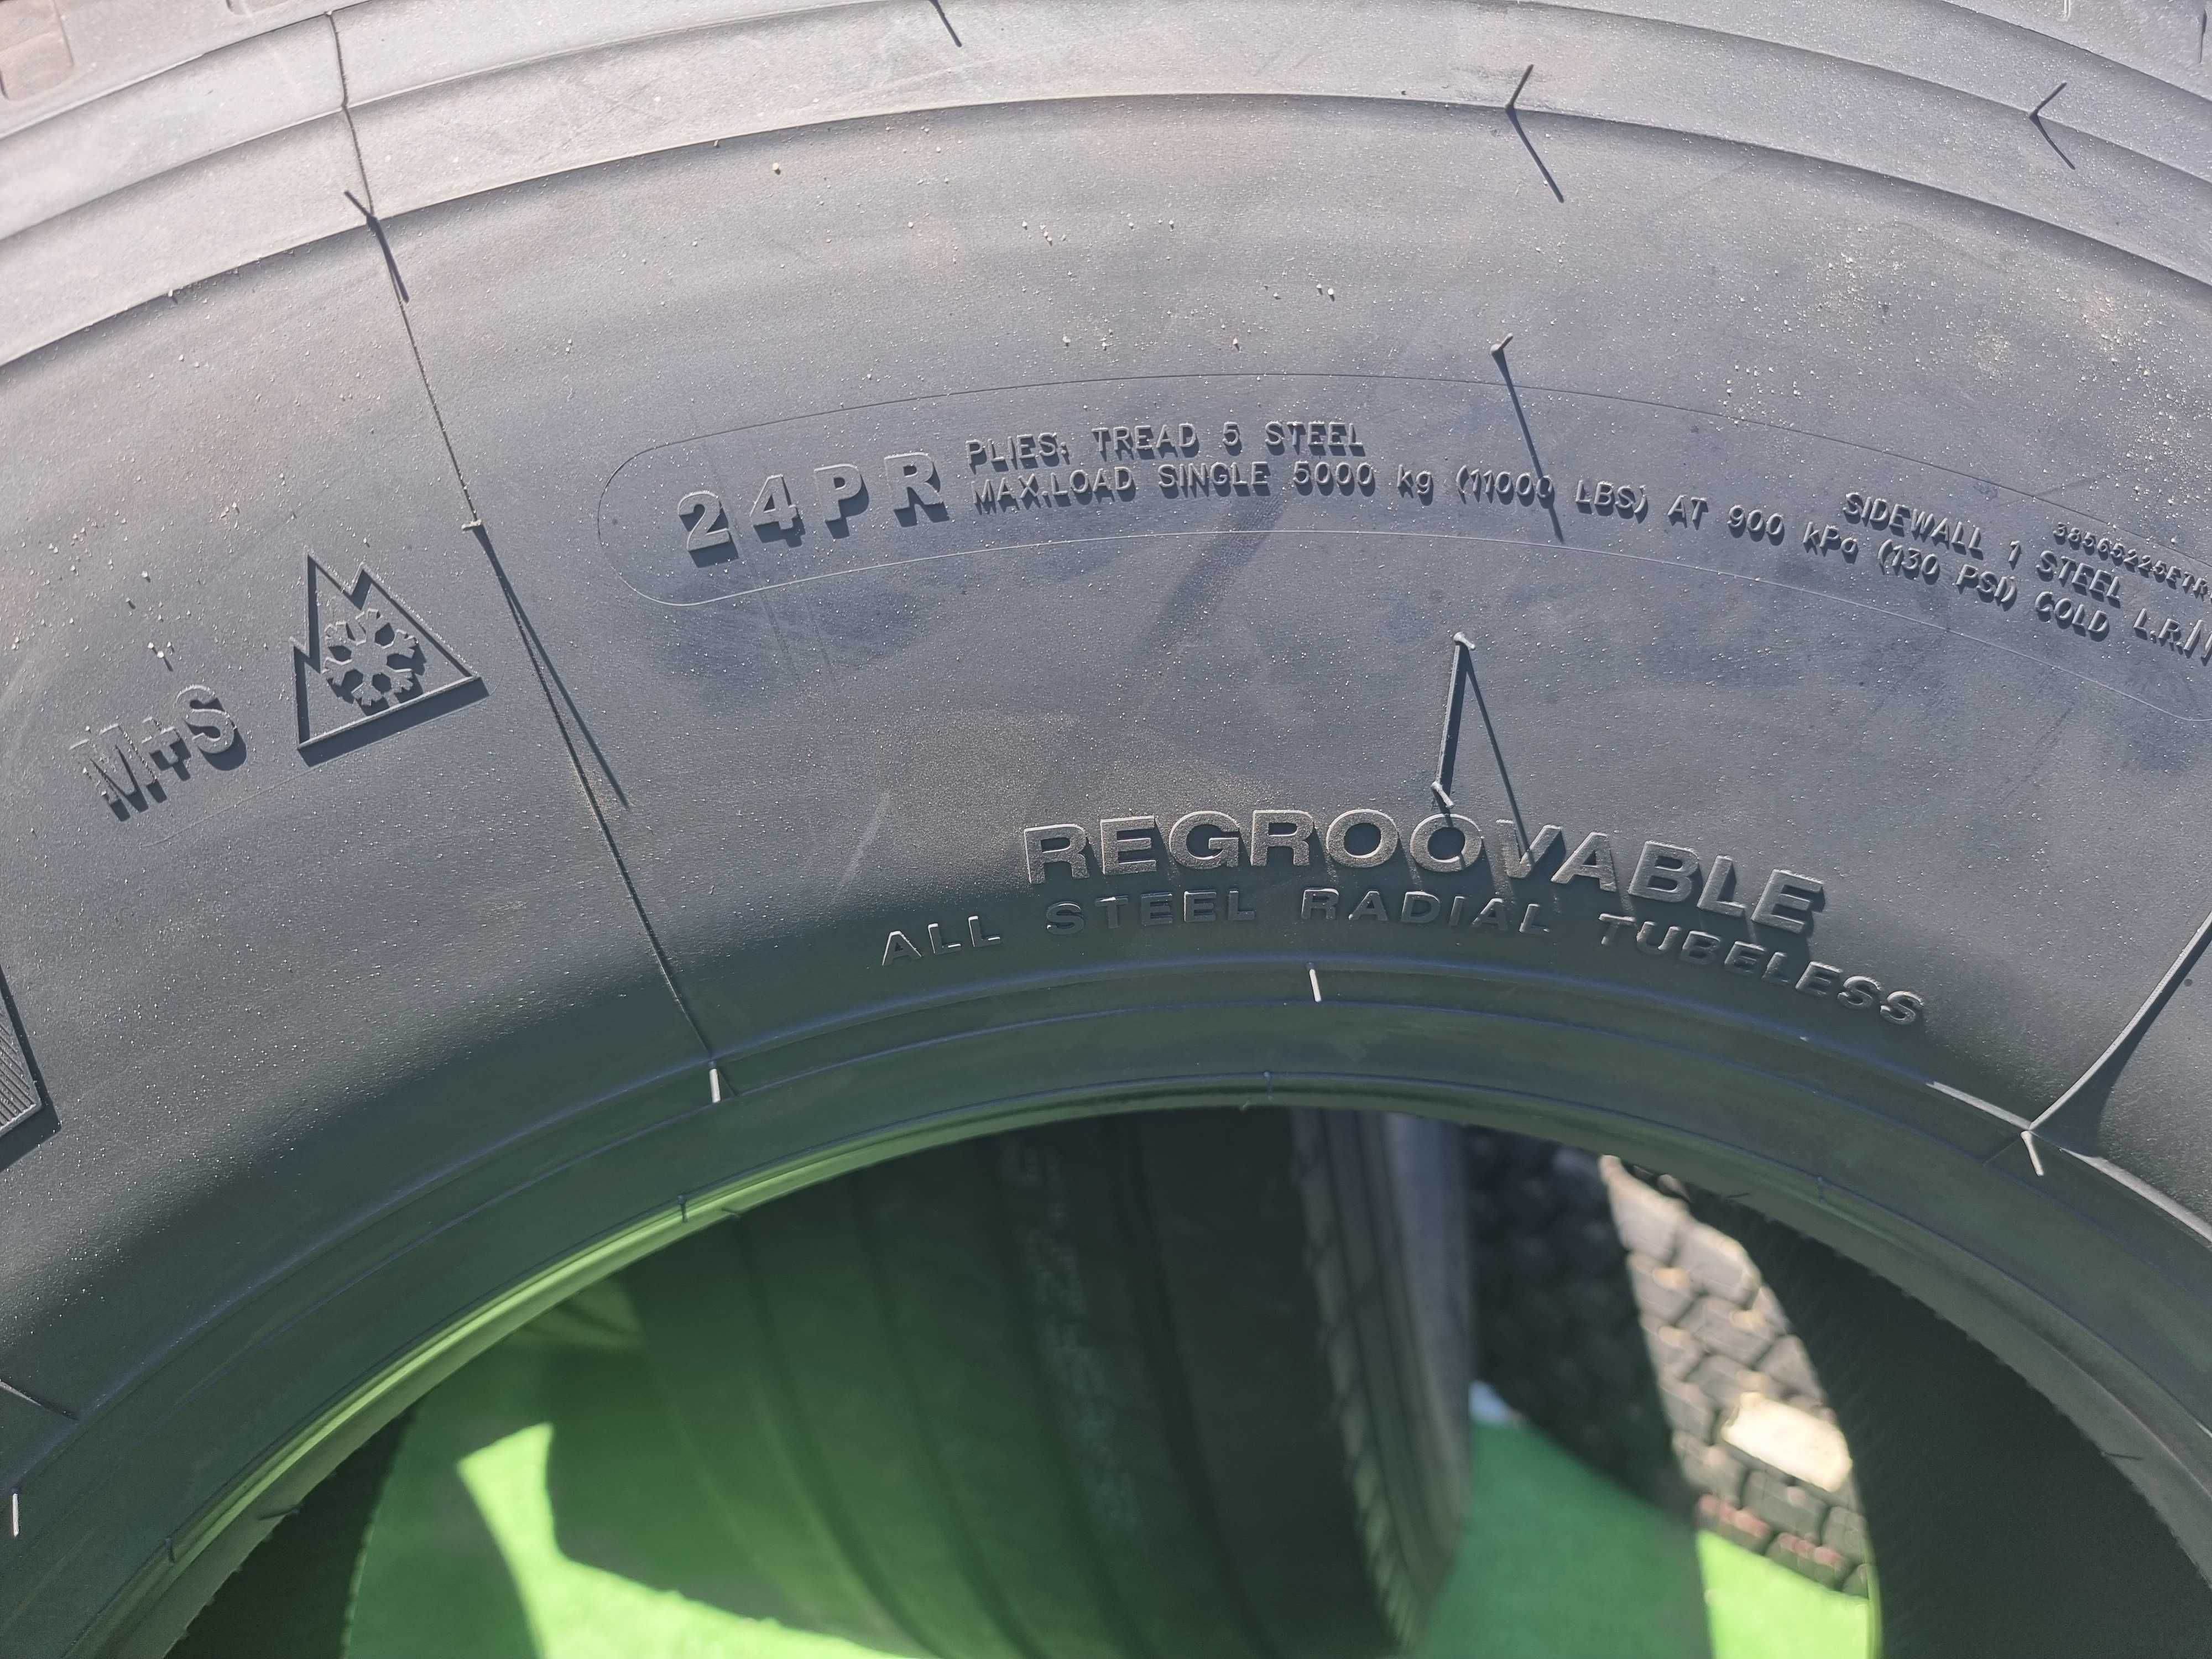 M+S
24PR
PLIES: TREAD 5 STEEL SIDEWALL 1 STEEL
MAX.LOAD SINGLE 5000 kg (11000 LBS) AT 900 kPa (130 PSI) COLD L.R./
REGROOVABLE
ALL STEEL RADIAL TUBELESS